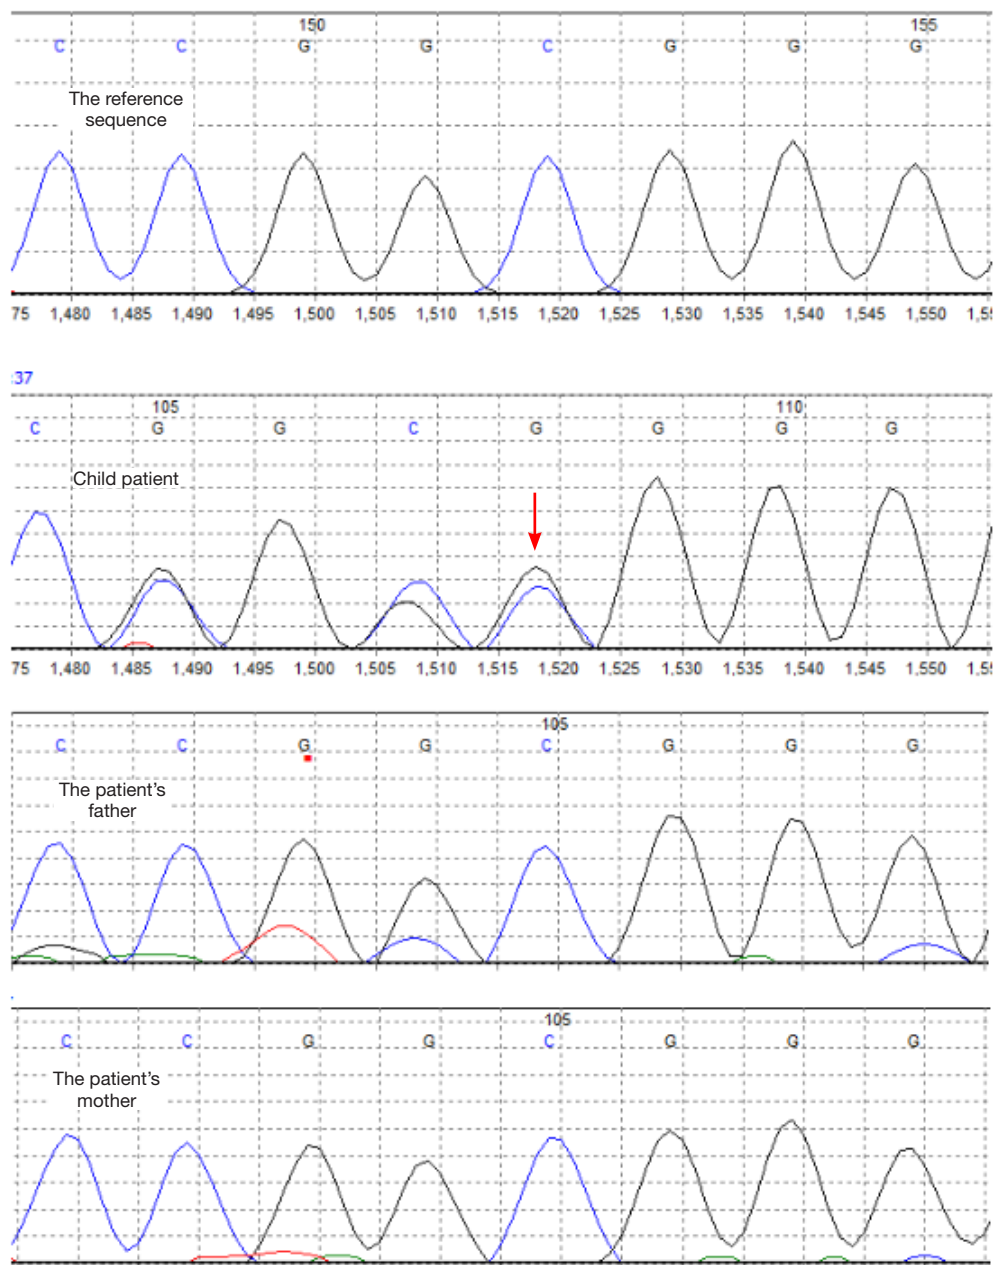 150 155
C C G G C G G G
The reference
sequence
75 1,480 1,485 1,490 1,495 1,500 1,505 1,510 1,515 1,520 1,525 1,530 1,535 1,540 1,545 1,550 1,5
:37
105 110
C G G C G G G G
Child patient
75 1,480 1,485 1,490 1,495 1,500 1,505 1,510 1,515 1,520 1,525 1,530 1,535 1,540 1,545 1,550 1,5
105
C C G G C G G G
The patient’s
father
105
C C G G C G G G
The patient’s
mother